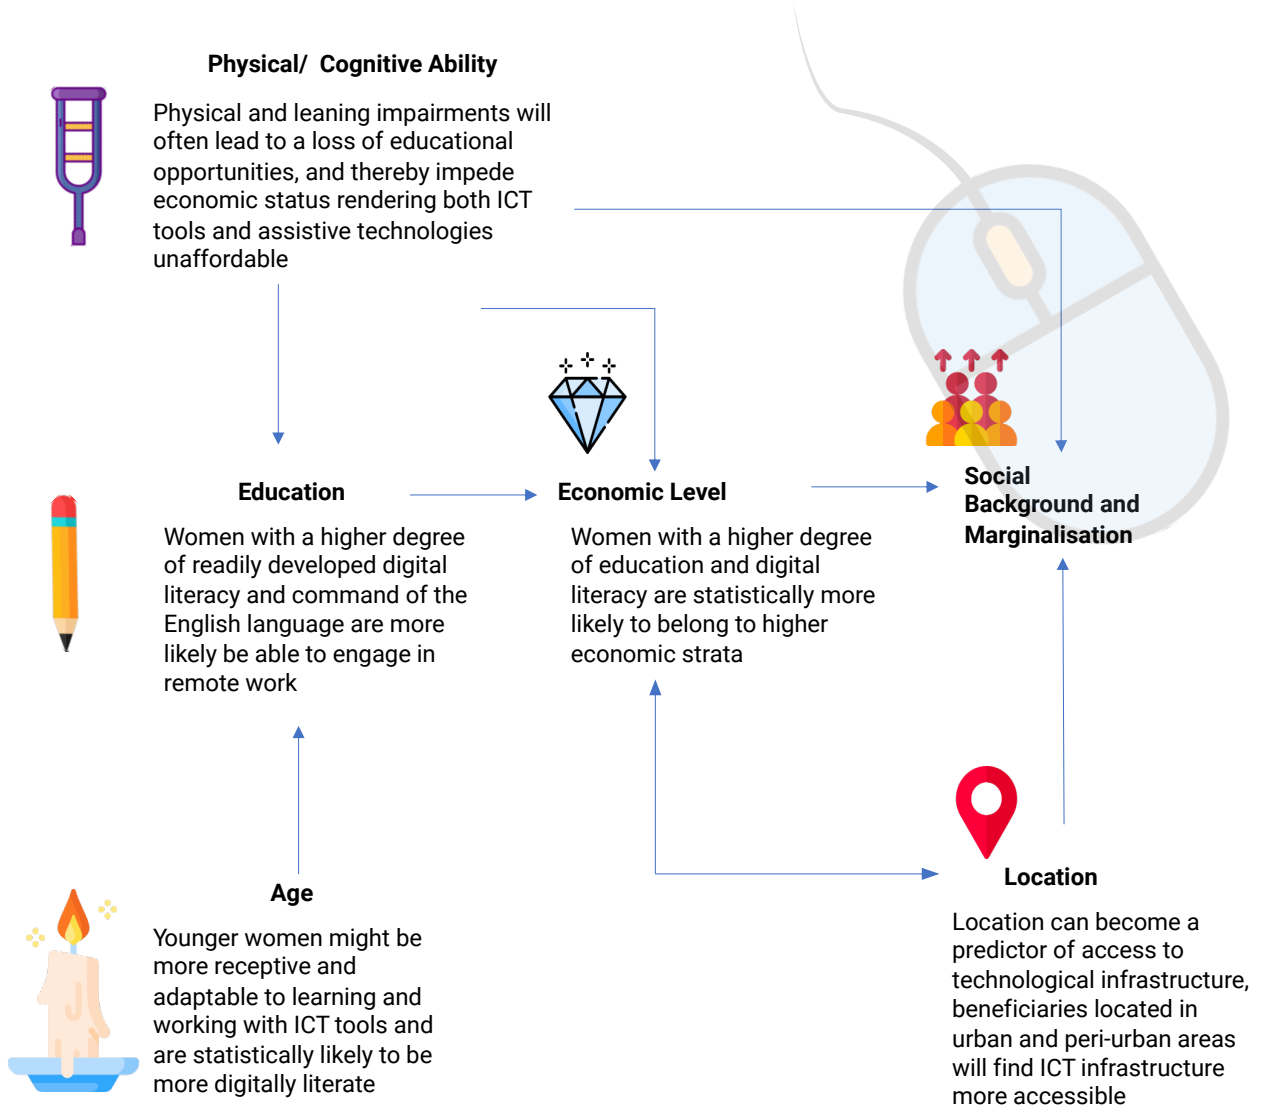 Physical/ Cognitive Ability
Physical and leaning impairments will
often lead to a loss of educational
opportunities, and thereby impede
economic status rendering both ICT
tools and assistive technologies
unaffordable
Education
Women with a higher degree
of readily developed digital
literacy and command of the
English language are more
likely be able to engage in
remote work
Economic Level
Women with a higher degree
of education and digital
literacy are statistically more
likely to belong to higher
economic strata
Social
Background and
Marginalisation
Age
Younger women might be
more receptive and
adaptable to learning and
working with ICT tools and
are statistically likely to be
more digitally literate
Location
Location can become a
predictor of access to
technological infrastructure,
beneficiaries located in
urban and peri-urban areas
will find ICT infrastructure
more accessible